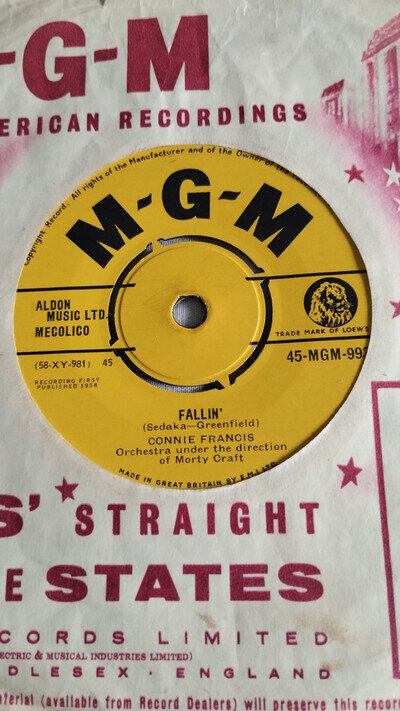 -G-M
ERICAN RECORDINGS
Copyright Record. All rights of the Manufacturer and of the Owner of the
M-G-M
ALDON
MUSIC LTD.
MECOLICO
TRADE MARK OF LOEW'S
(58-XY-981) 45
45-MGM-993
RECORDING FIRST
PUBLISHED 1958
FALLIN'
(Sedaka—Greenfield)
CONNIE FRANCIS
Orchestra under the direction
of Morty Craft
MADE IN GREAT BRITAIN BY E.M.I. LTD.
S' STRAIGHT
E STATES
CORDS LIMITED
ECTRIC & MUSICAL INDUSTRIES LIMITED)
DLESEX · ENGLAND
aterial (available from Record Dealers) will preserve this recor